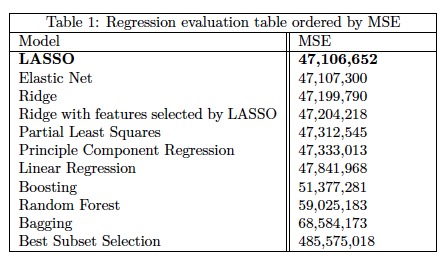 Table 1: Regression evaluation table ordered by MSE
Model MSE
LASSO 47,106,652
Elastic Net 47,107,300
Ridge 47,199,790
Ridge with features selected by LASSO 47,204,218
Partial Least Squares 47,312,545
Principle Component Regression 47,333,013
Linear Regression 47,841,968
Boosting 51,377,281
Random Forest 59,025,183
Bagging 68,584,173
Best Subset Selection 485,575,018